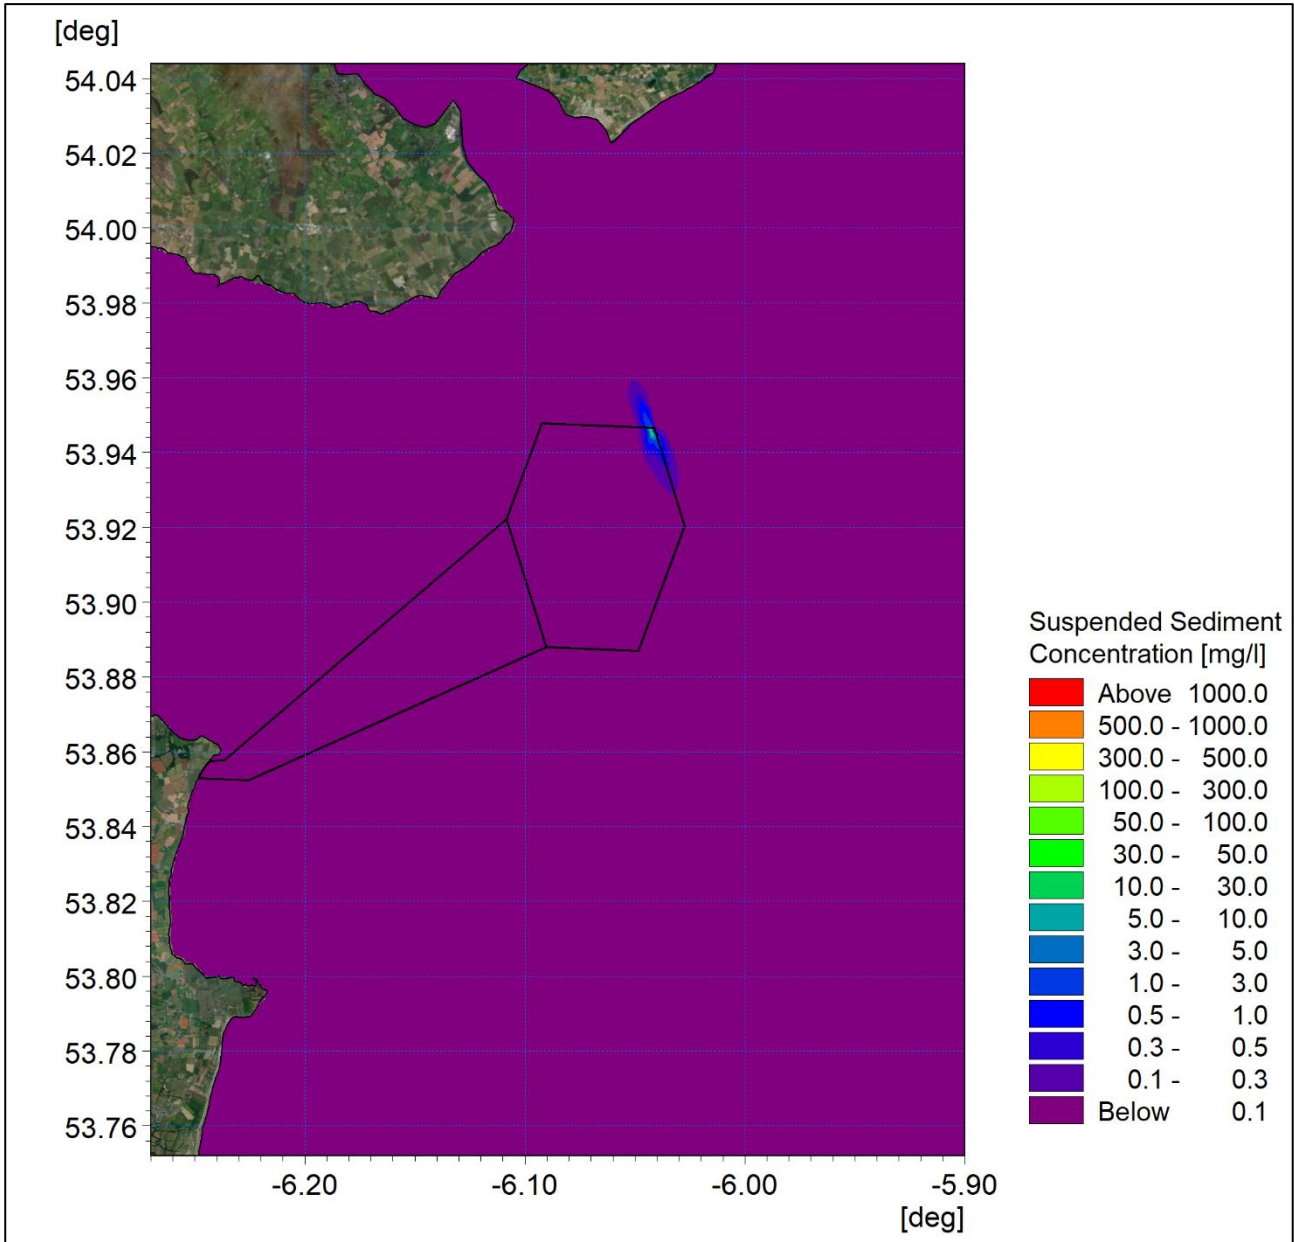 [deg]
54.04
54.02
54.00
53.98
53.96
53.94
53.92
53.90
53.88
53.86
53.84
53.82
53.80
53.78
53.76
-6.20 -6.10 -6.00 -5.90
[deg]
Suspended Sediment
Concentration [mg/l]
Above 1000.0
500.0 - 1000.0
300.0 - 500.0
100.0 - 300.0
50.0 - 100.0
30.0 - 50.0
10.0 - 30.0
5.0 - 10.0
3.0 - 5.0
1.0 - 3.0
0.5 - 1.0
0.3 - 0.5
0.1 - 0.3
Below 0.1